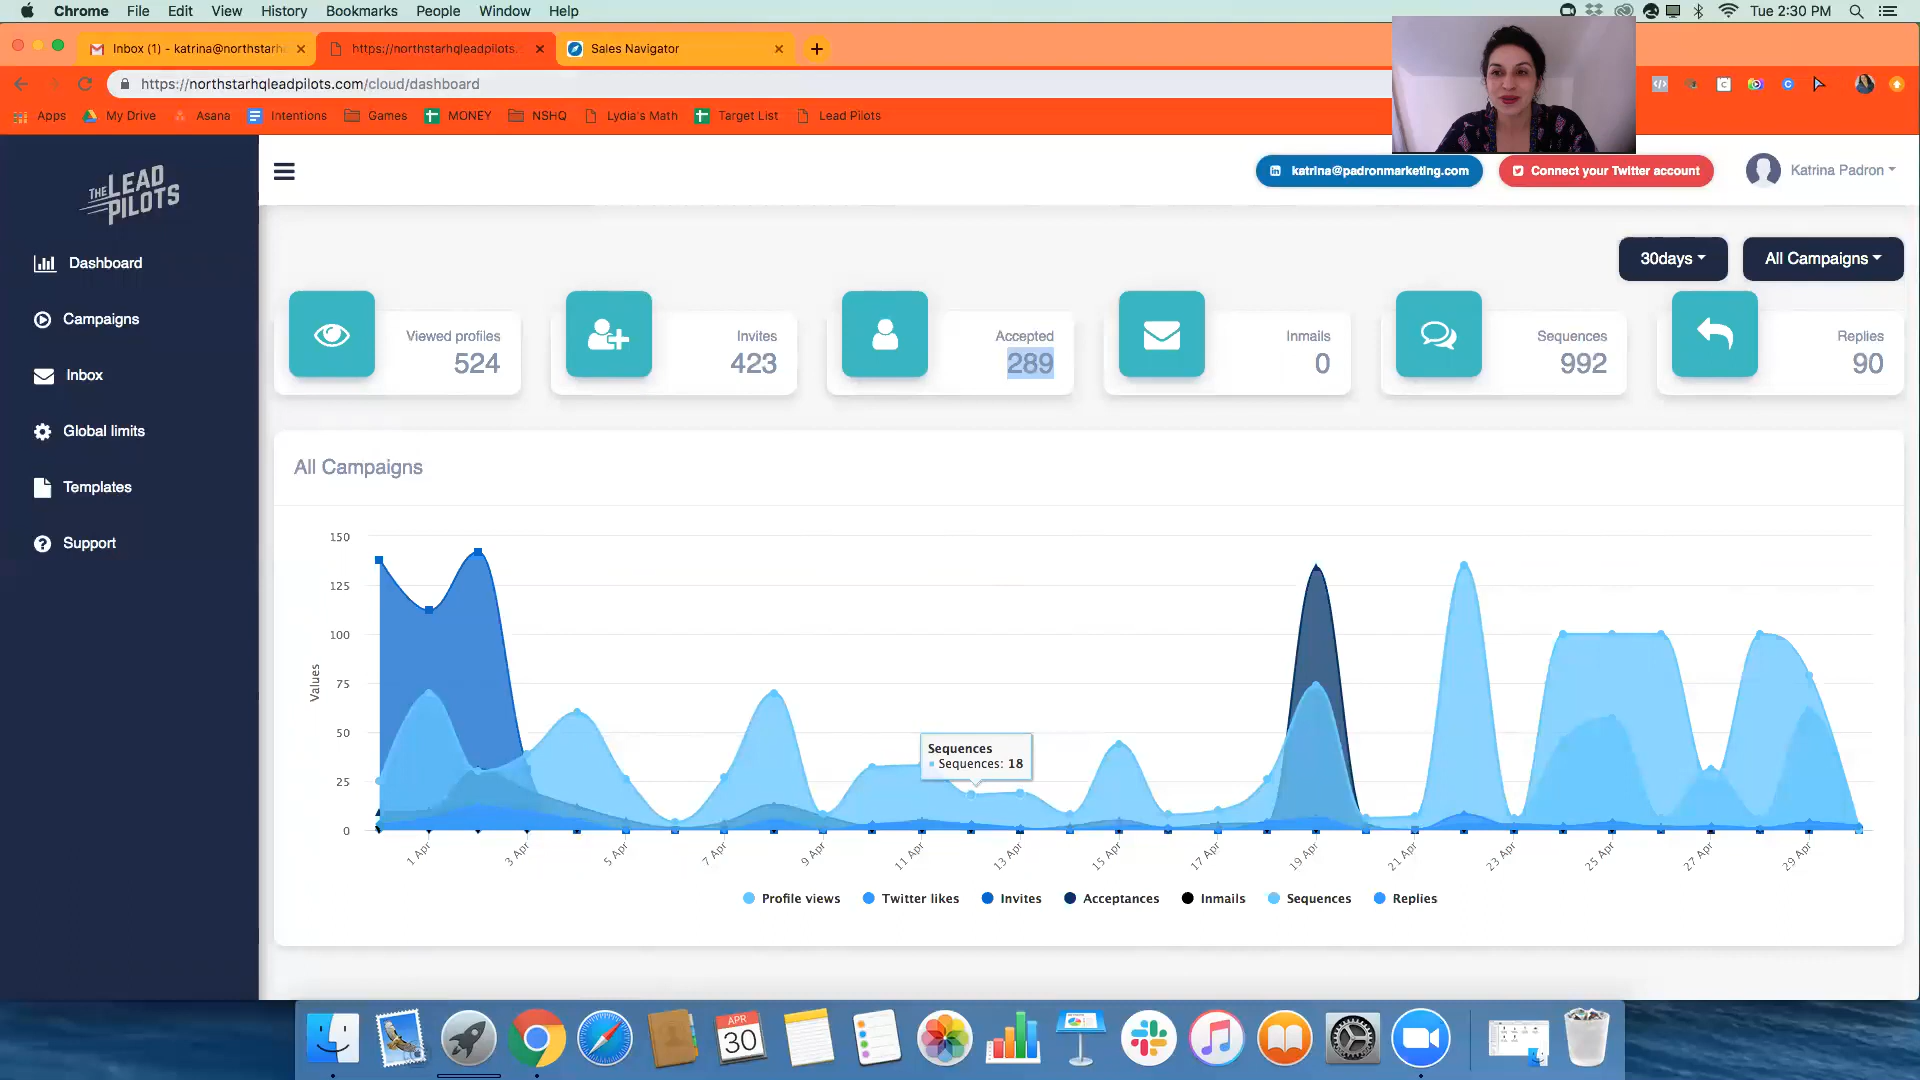 Chrome File Edit View History Bookmarks People Window Help
Tue 2:30 PM
Inbox (1) - katrina@northstarh
https://northstarhqleadpilots.
Sales Navigator
https://northstarhqleadpilots.com/cloud/dashboard
Apps My Drive Asana Intentions Games MONEY NSHQ Lydia's Math Target List Lead Pilots
THE LEAD PILOTS
katrina@padronmarketing.com
Connect your Twitter account
Katrina Padron
Dashboard
Campaigns
Inbox
Global limits
Templates
Support
30days
All Campaigns
Viewed profiles
524
Invites
423
Accepted
289
Inmails
0
Sequences
992
Replies
90
All Campaigns
150
125
100
75
50
25
0
Values
Sequences
Sequences: 18
1 Apr
3 Apr
5 Apr
7 Apr
9 Apr
11 Apr
13 Apr
15 Apr
17 Apr
19 Apr
21 Apr
23 Apr
25 Apr
27 Apr
29 Apr
Profile views Twitter likes Invites Acceptances Inmails Sequences Replies
APR
30